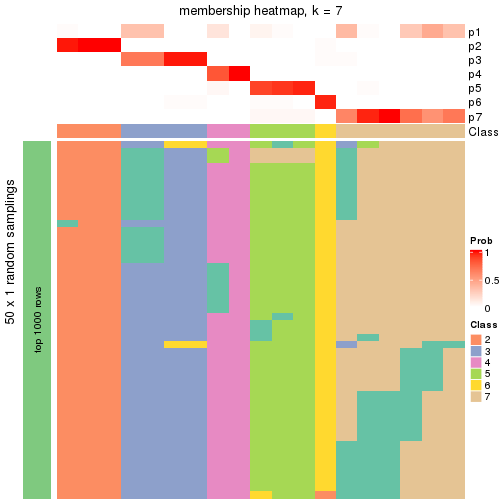 membership heatmap, k = 7
p1
p2
p3
p4
p5
p6
p7
Class
50 x 1 random samplings
top 1000 rows
Prob
1
0.5
0
Class
2
3
4
5
6
7